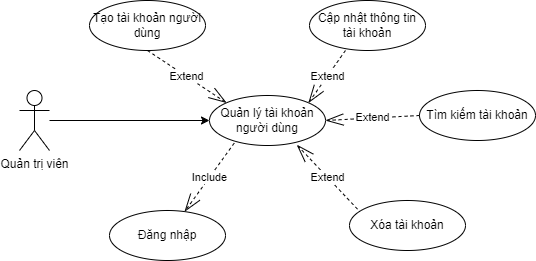 Tạo tài khoản người
dùng
Cập nhật thông tin
tài khoản
Extend
Extend
Quản lý tài khoản
người dùng
Extend
Tìm kiếm tài khoản
Quản trị viên
Include
Extend
Đăng nhập
Xóa tài khoản